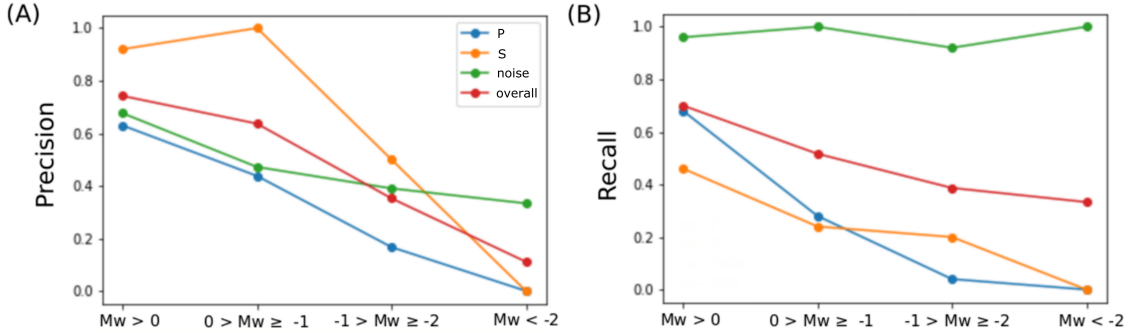 (A)
Precision
1.0
0.8
0.6
0.4
0.2
0.0
P
S
noise
overall
Mw > 0
0 > Mw ≥ -1
-1 > Mw ≥ -2
Mw < -2
(B)
Recall
1.0
0.8
0.6
0.4
0.2
0.0
Mw > 0
0 > Mw ≥ -1
-1 > Mw ≥ -2
Mw < -2